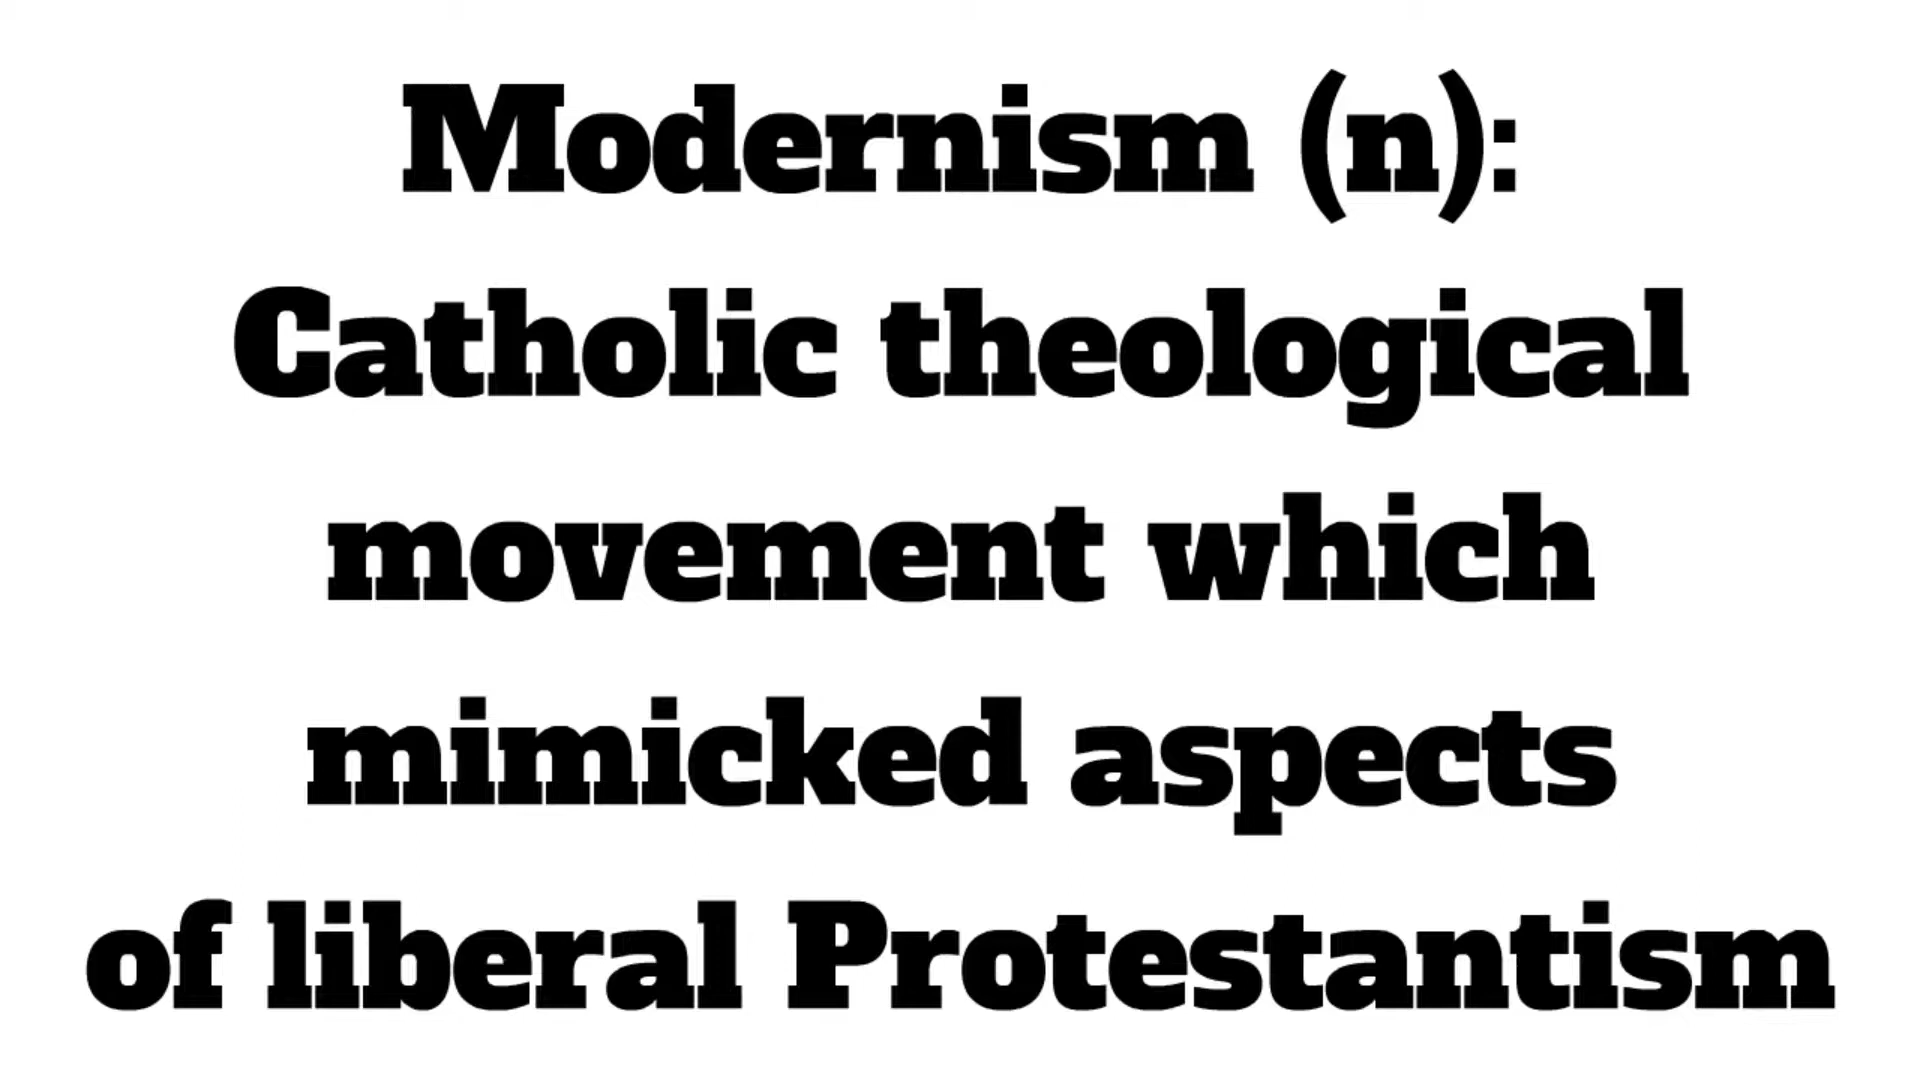 Modernism (n):
Catholic theological
movement which
mimicked aspects
of liberal Protestantism